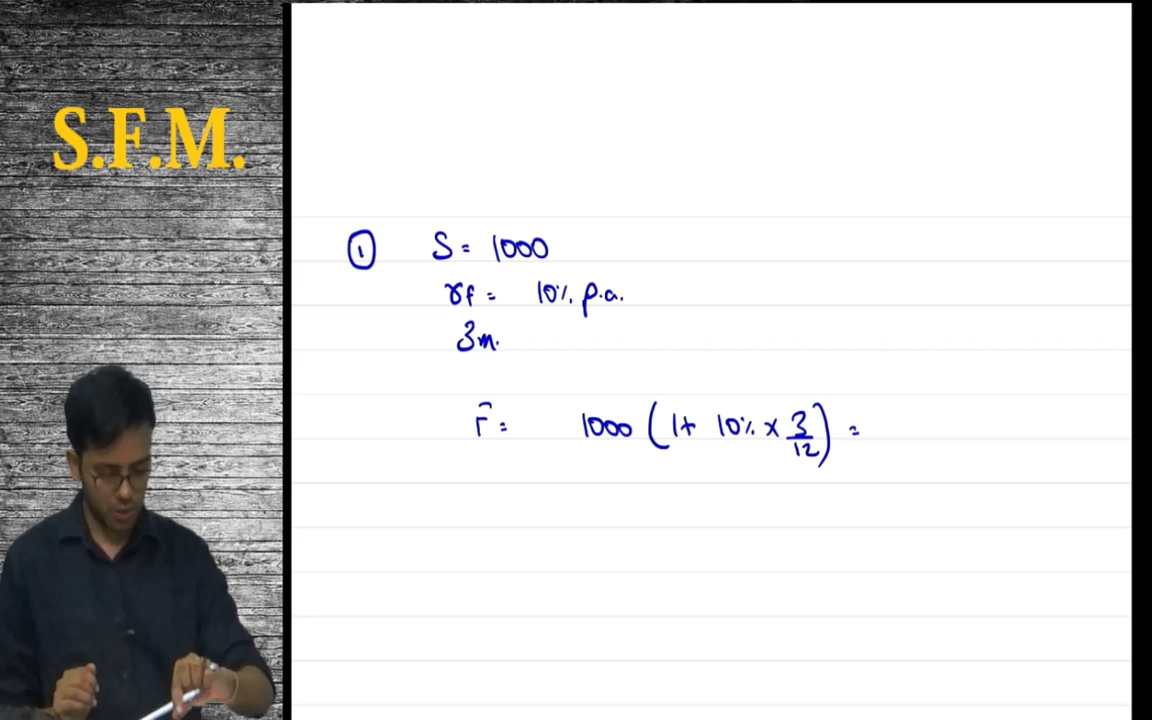 S.F.M.
① S = 1000
rf = 10% p.a.
3m.
F = 1000 (1 + 10% × 3/12) =